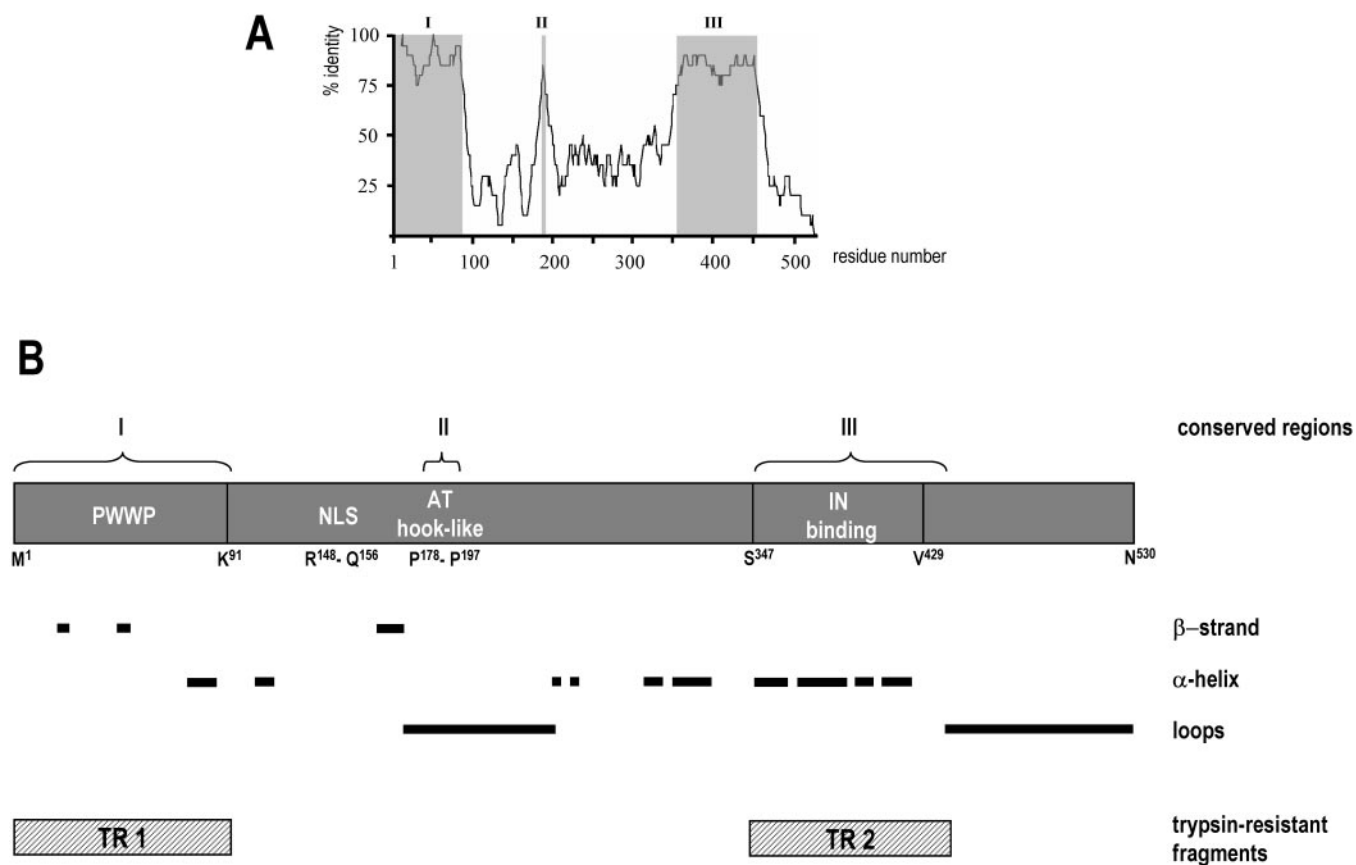 A
I II III
% identity
100
75
50
25
1 100 200 300 400 500
residue number
B
I II III conserved regions
PWWP NLS AT hook-like IN binding
M¹ K⁹¹ R¹⁴⁸- Q¹⁵⁶ P¹⁷⁸- P¹⁹⁷ S³⁴⁷ V⁴²⁹ N⁵³⁰
β–strand
α-helix
loops
TR 1 TR 2 trypsin-resistant
fragments